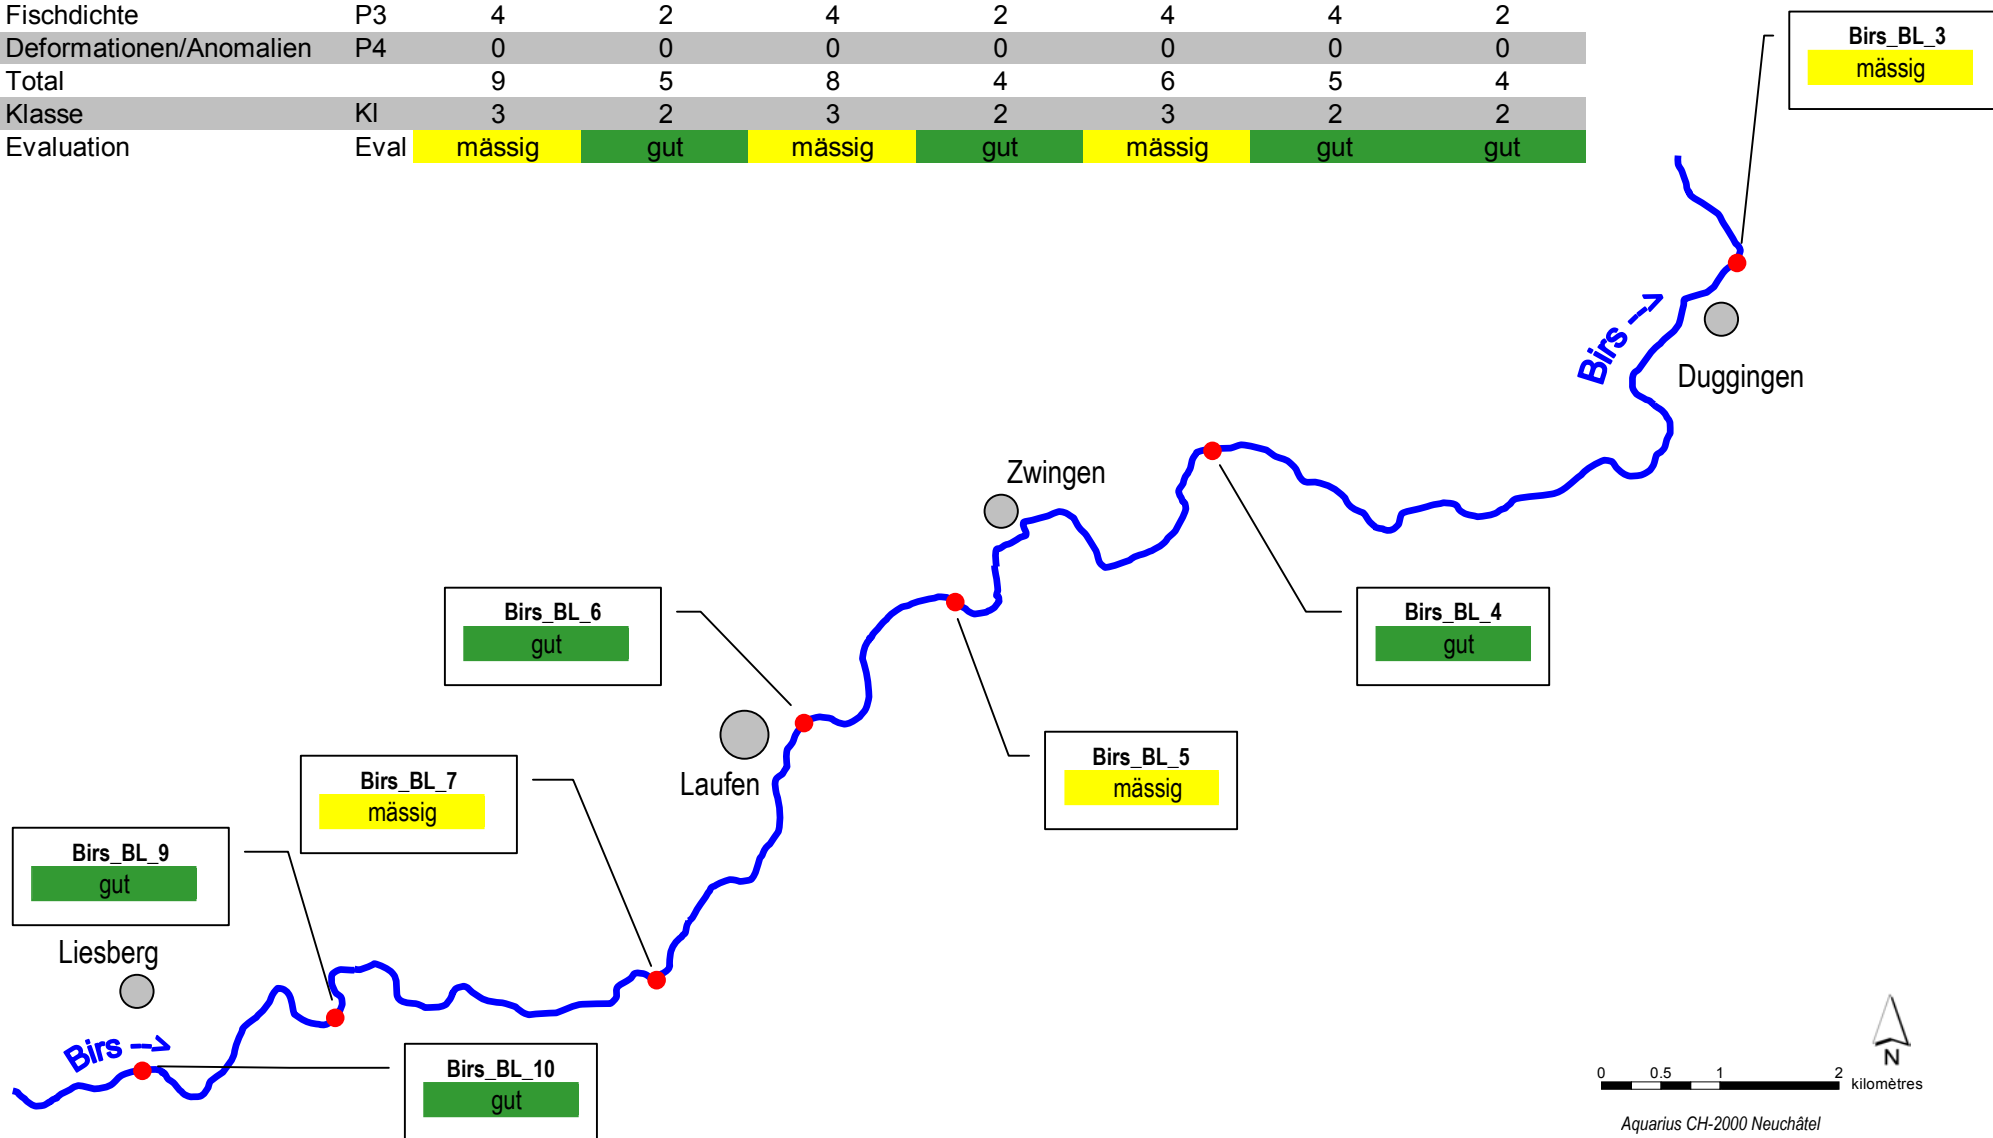 Fischdichte P3 4 2 4 2 4 4 2
Deformationen/Anomalien P4 0 0 0 0 0 0 0
Total 9 5 8 4 6 5 4
Klasse Kl 3 2 3 2 3 2 2
Evaluation Eval mässig gut mässig gut mässig gut gut
Birs_BL_3
mässig
Birs -->
Duggingen
Zwingen
Birs_BL_6
gut
Birs_BL_4
gut
Laufen
Birs_BL_5
mässig
Birs_BL_7
mässig
Birs_BL_9
gut
Liesberg
Birs -->
Birs_BL_10
gut
N
0 0.5 1 2
kilomètres
Aquarius CH-2000 Neuchâtel